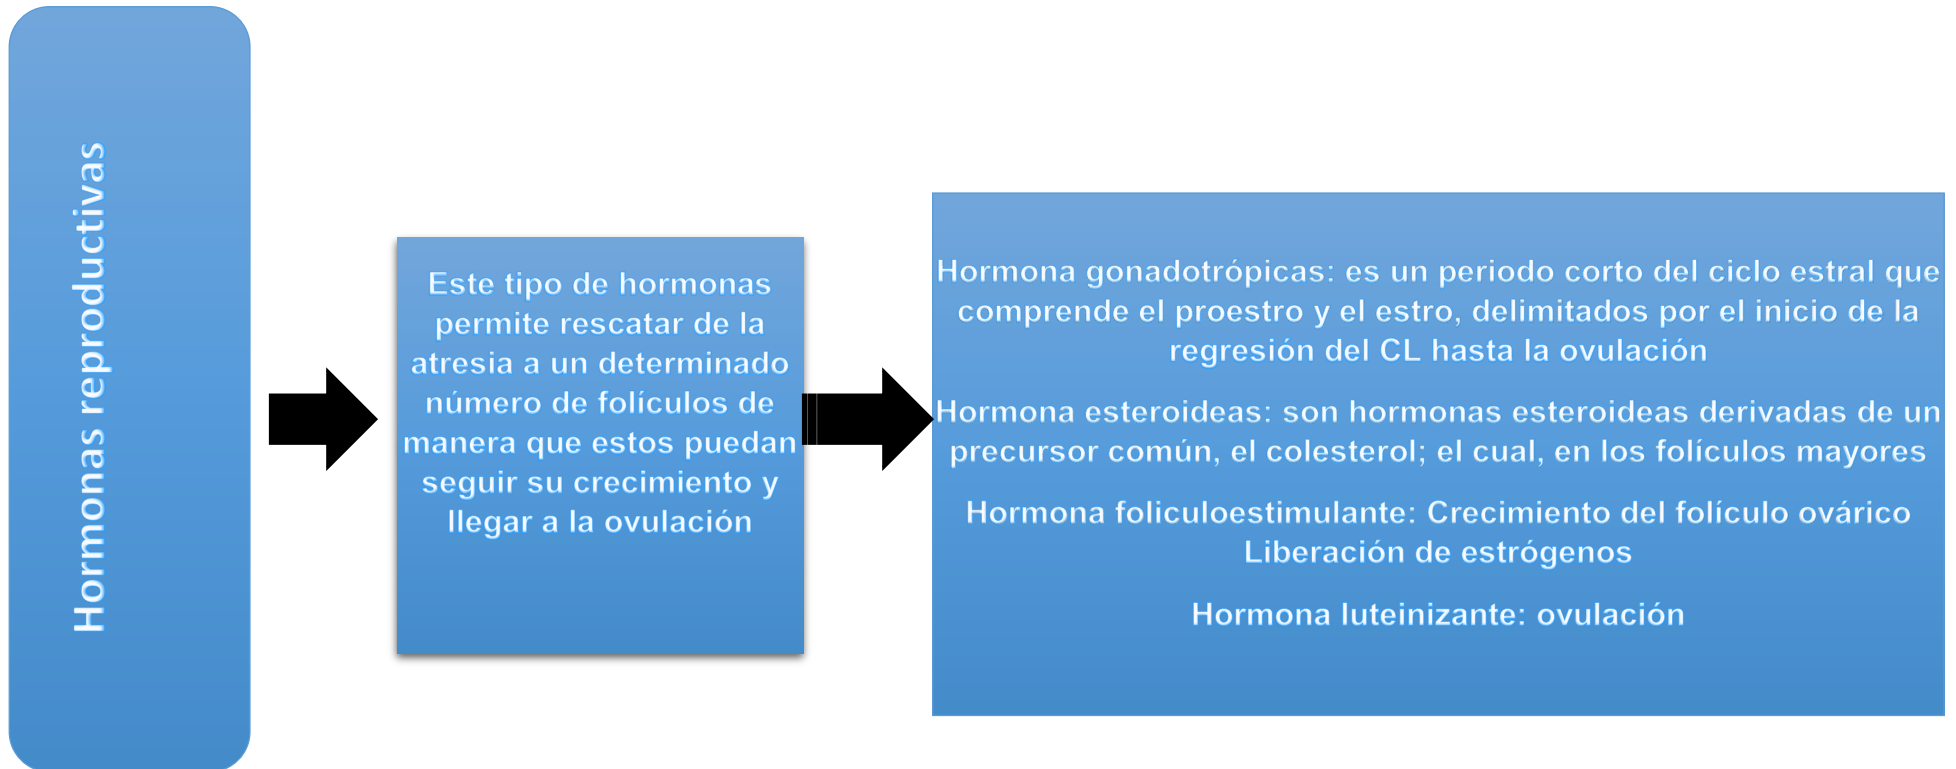 Hormonas reproductivas
Este tipo de hormonas
permite rescatar de la
atresia a un determinado
número de folículos de
manera que estos puedan
seguir su crecimiento y
llegar a la ovulación
Hormona gonadotrópicas: es un periodo corto del ciclo estral que
comprende el proestro y el estro, delimitados por el inicio de la
regresión del CL hasta la ovulación
Hormona esteroideas: son hormonas esteroideas derivadas de un
precursor común, el colesterol; el cual, en los folículos mayores
Hormona foliculoestimulante: Crecimiento del folículo ovárico
Liberación de estrógenos
Hormona luteinizante: ovulación